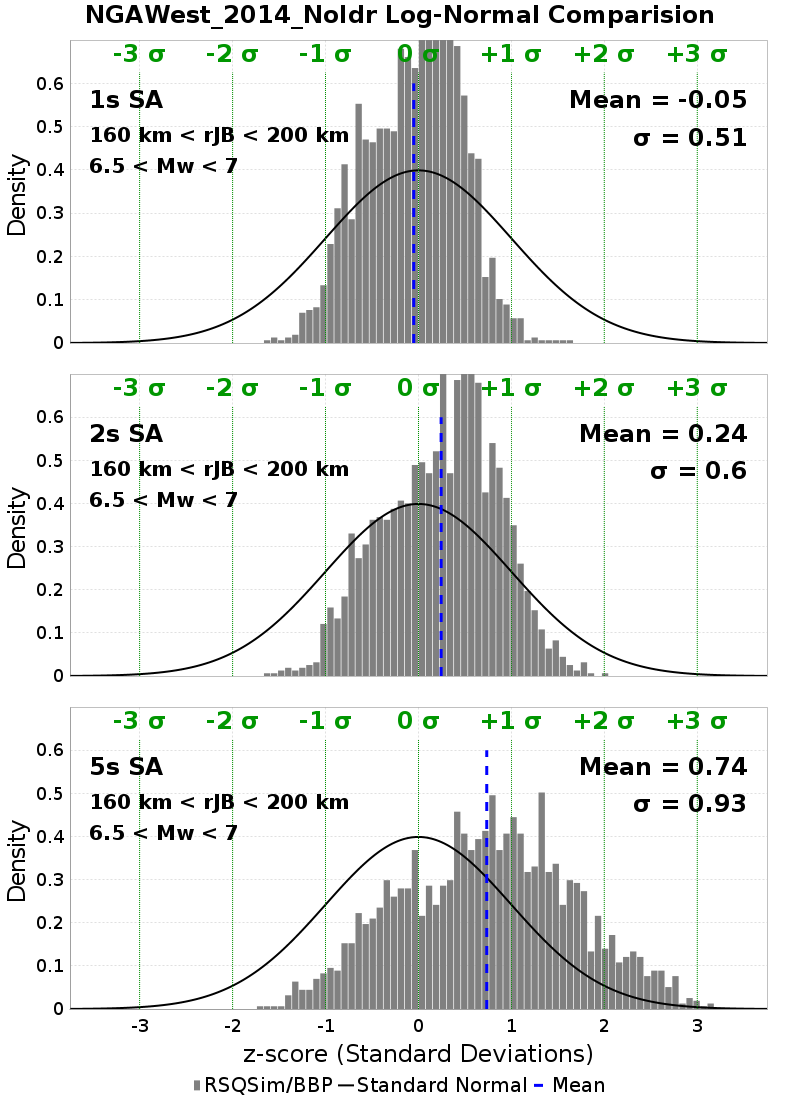 NGAWest_2014_NoIdr Log-Normal Comparision
-3 σ -2 σ -1 σ 0 σ +1 σ +2 σ +3 σ
1s SA
160 km < rJB < 200 km
6.5 < Mw < 7
Mean = -0.05
σ = 0.51
Density
0.6
0.5
0.4
0.3
0.2
0.1
0
-3 σ -2 σ -1 σ 0 σ +1 σ +2 σ +3 σ
2s SA
160 km < rJB < 200 km
6.5 < Mw < 7
Mean = 0.24
σ = 0.6
Density
0.6
0.5
0.4
0.3
0.2
0.1
0
-3 σ -2 σ -1 σ 0 σ +1 σ +2 σ +3 σ
5s SA
160 km < rJB < 200 km
6.5 < Mw < 7
Mean = 0.74
σ = 0.93
Density
0.6
0.5
0.4
0.3
0.2
0.1
0
-3 -2 -1 0 1 2 3
z-score (Standard Deviations)
RSQSim/BBP Standard Normal Mean